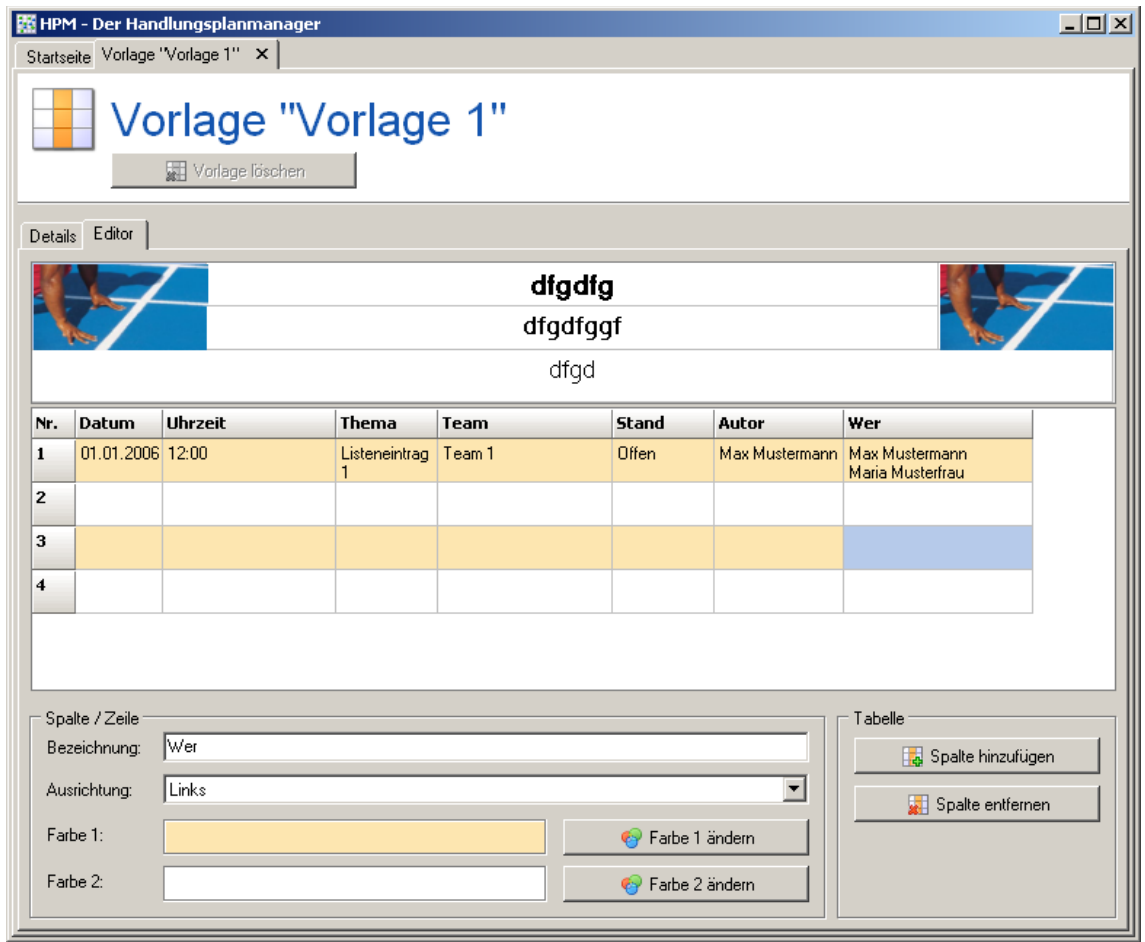 HPM - Der Handlungsplanmanager
Startseite Vorlage "Vorlage 1"
Vorlage "Vorlage 1"
Vorlage löschen
Details Editor
dfgdfg
dfgdfggf
dfgd
Nr. Datum Uhrzeit Thema Team Stand Autor Wer
1 01.01.2006 12:00 Listeneintrag Team 1 Offen Max Mustermann Max Mustermann
1 Maria Musterfrau
2
3
4
Spalte / Zeile Tabelle
Bezeichnung: Wer Spalte hinzufügen
Ausrichtung: Links Spalte entfernen
Farbe 1: Farbe 1 ändern
Farbe 2: Farbe 2 ändern